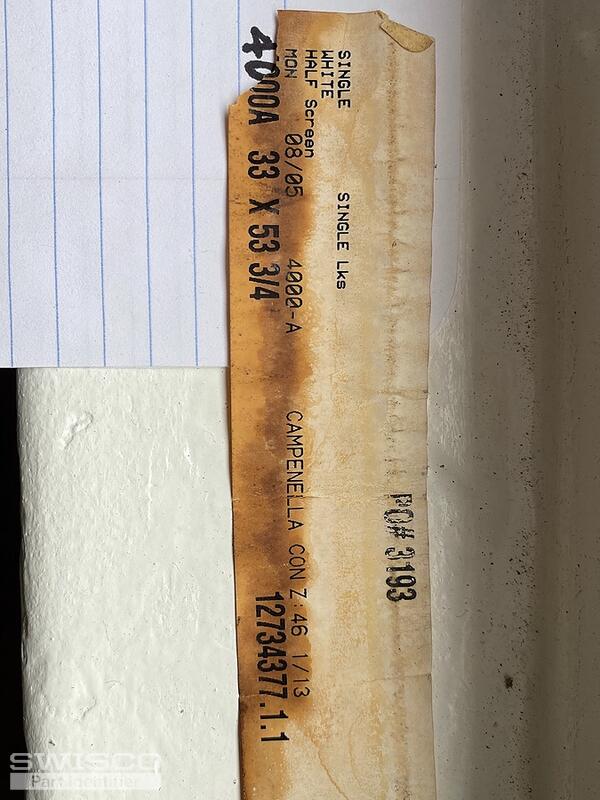 PO# 3193
SINGLE SINGLE Lks
WHITE
HALF Screen
MON 08/05 4000-A CAMPENELLA CON Z:46 1/13
4000A 33 X 53 3/4 12734377.1.1
SWISCO
Part Identifier